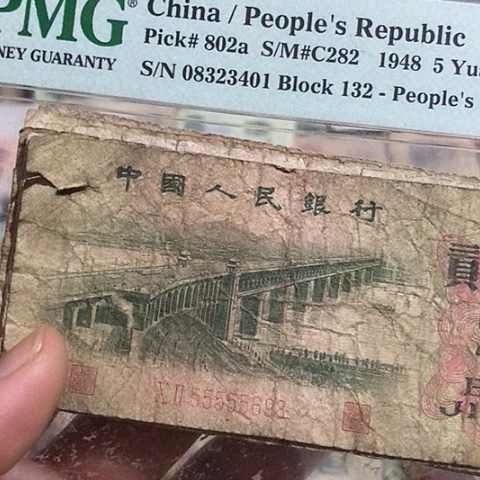 PMG® China / People's Republic
NEY GUARANTY
Pick# 802a S/M#C282 1948 5 Yu
S/N 08323401 Block 132 - People's
中國人民銀行
貳